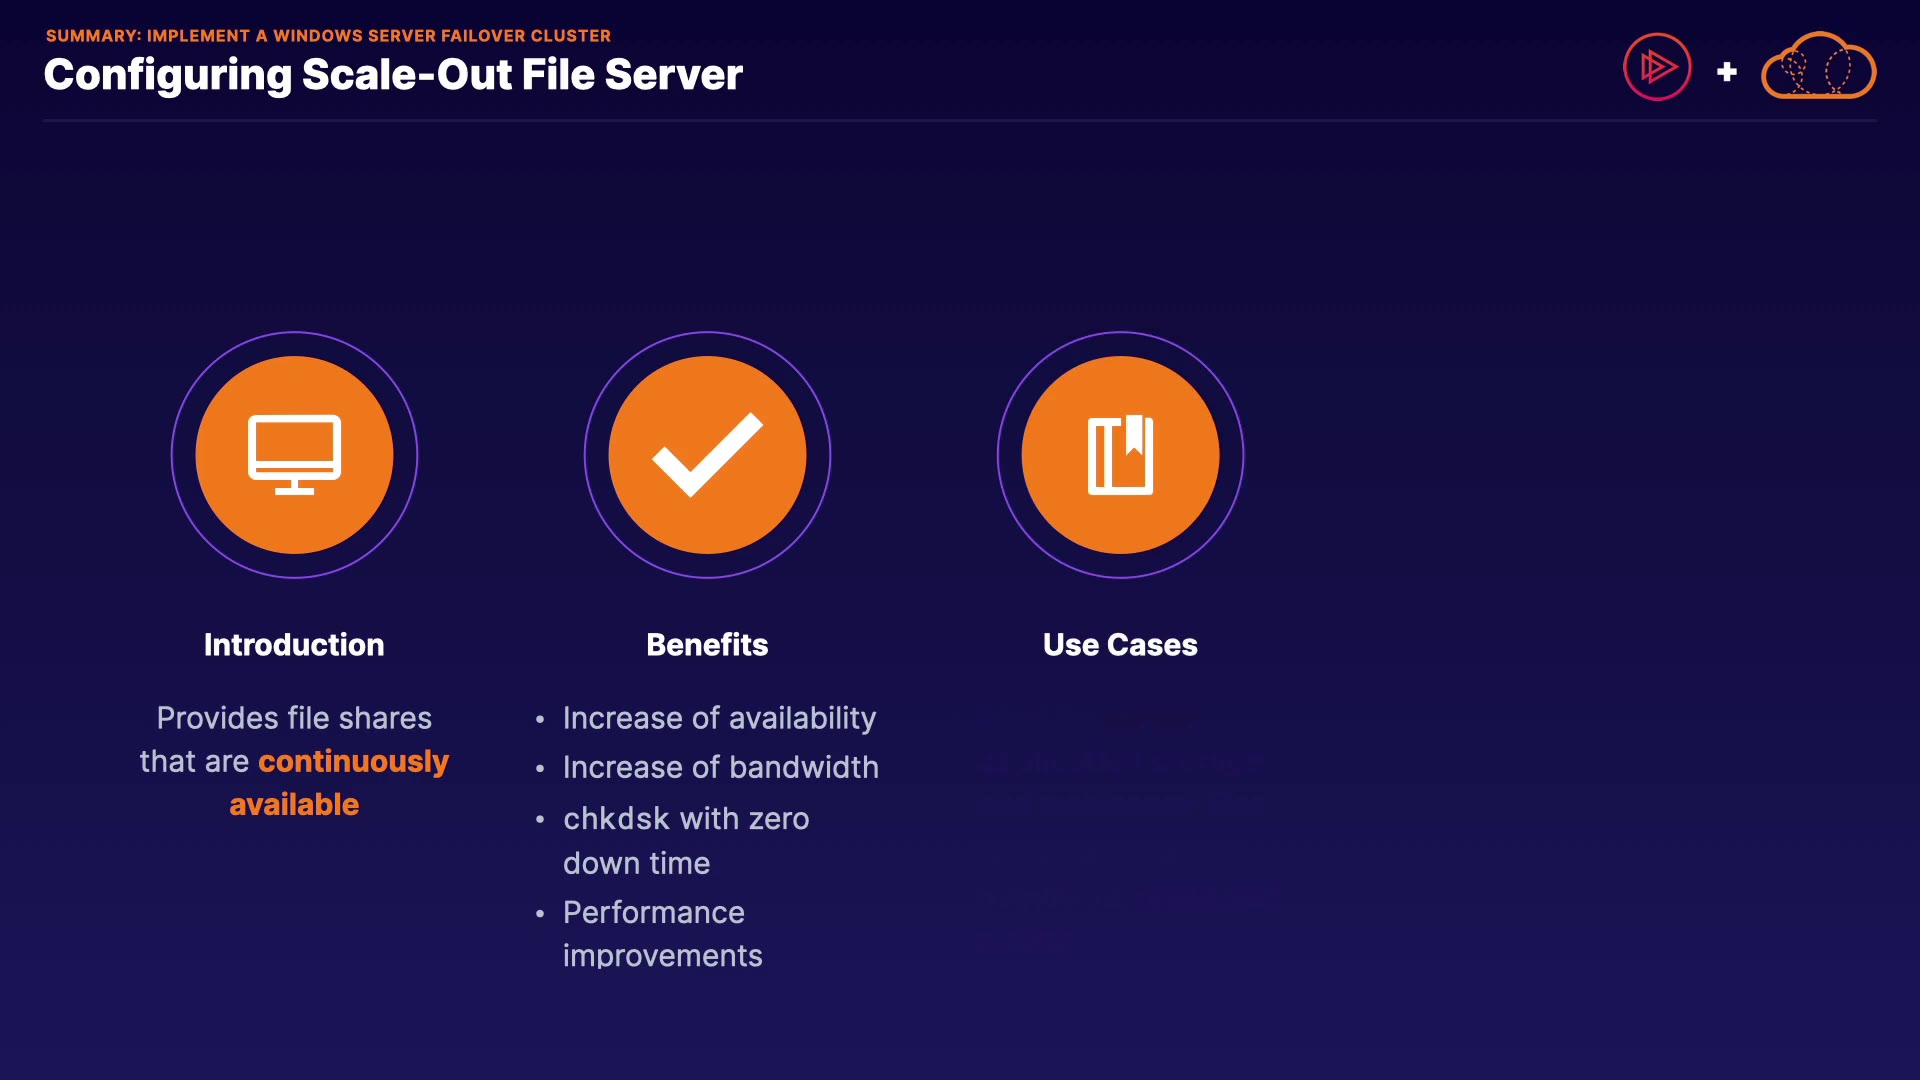 SUMMARY: IMPLEMENT A WINDOWS SERVER FAILOVER CLUSTER
Configuring Scale-Out File Server
Introduction
Provides file shares
that are continuously
available
Benefits
• Increase of availability
• Increase of bandwidth
• chkdsk with zero
down time
• Performance
improvements
Use Cases